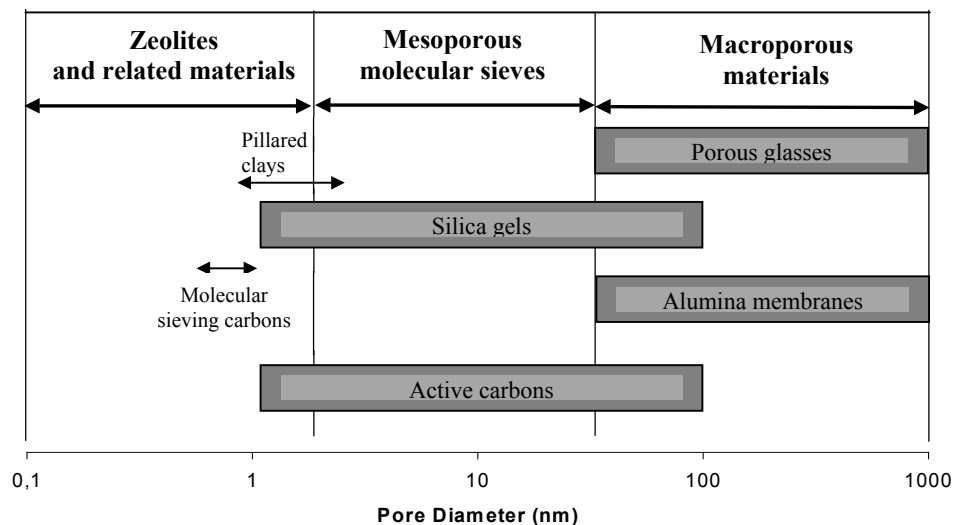 Zeolites
and related materials
Mesoporous
molecular sieves
Macroporous
materials
Pillared
clays
Porous glasses
Silica gels
Molecular
sieving carbons
Alumina membranes
Active carbons
0,1
1
10
100
1000
Pore Diameter (nm)